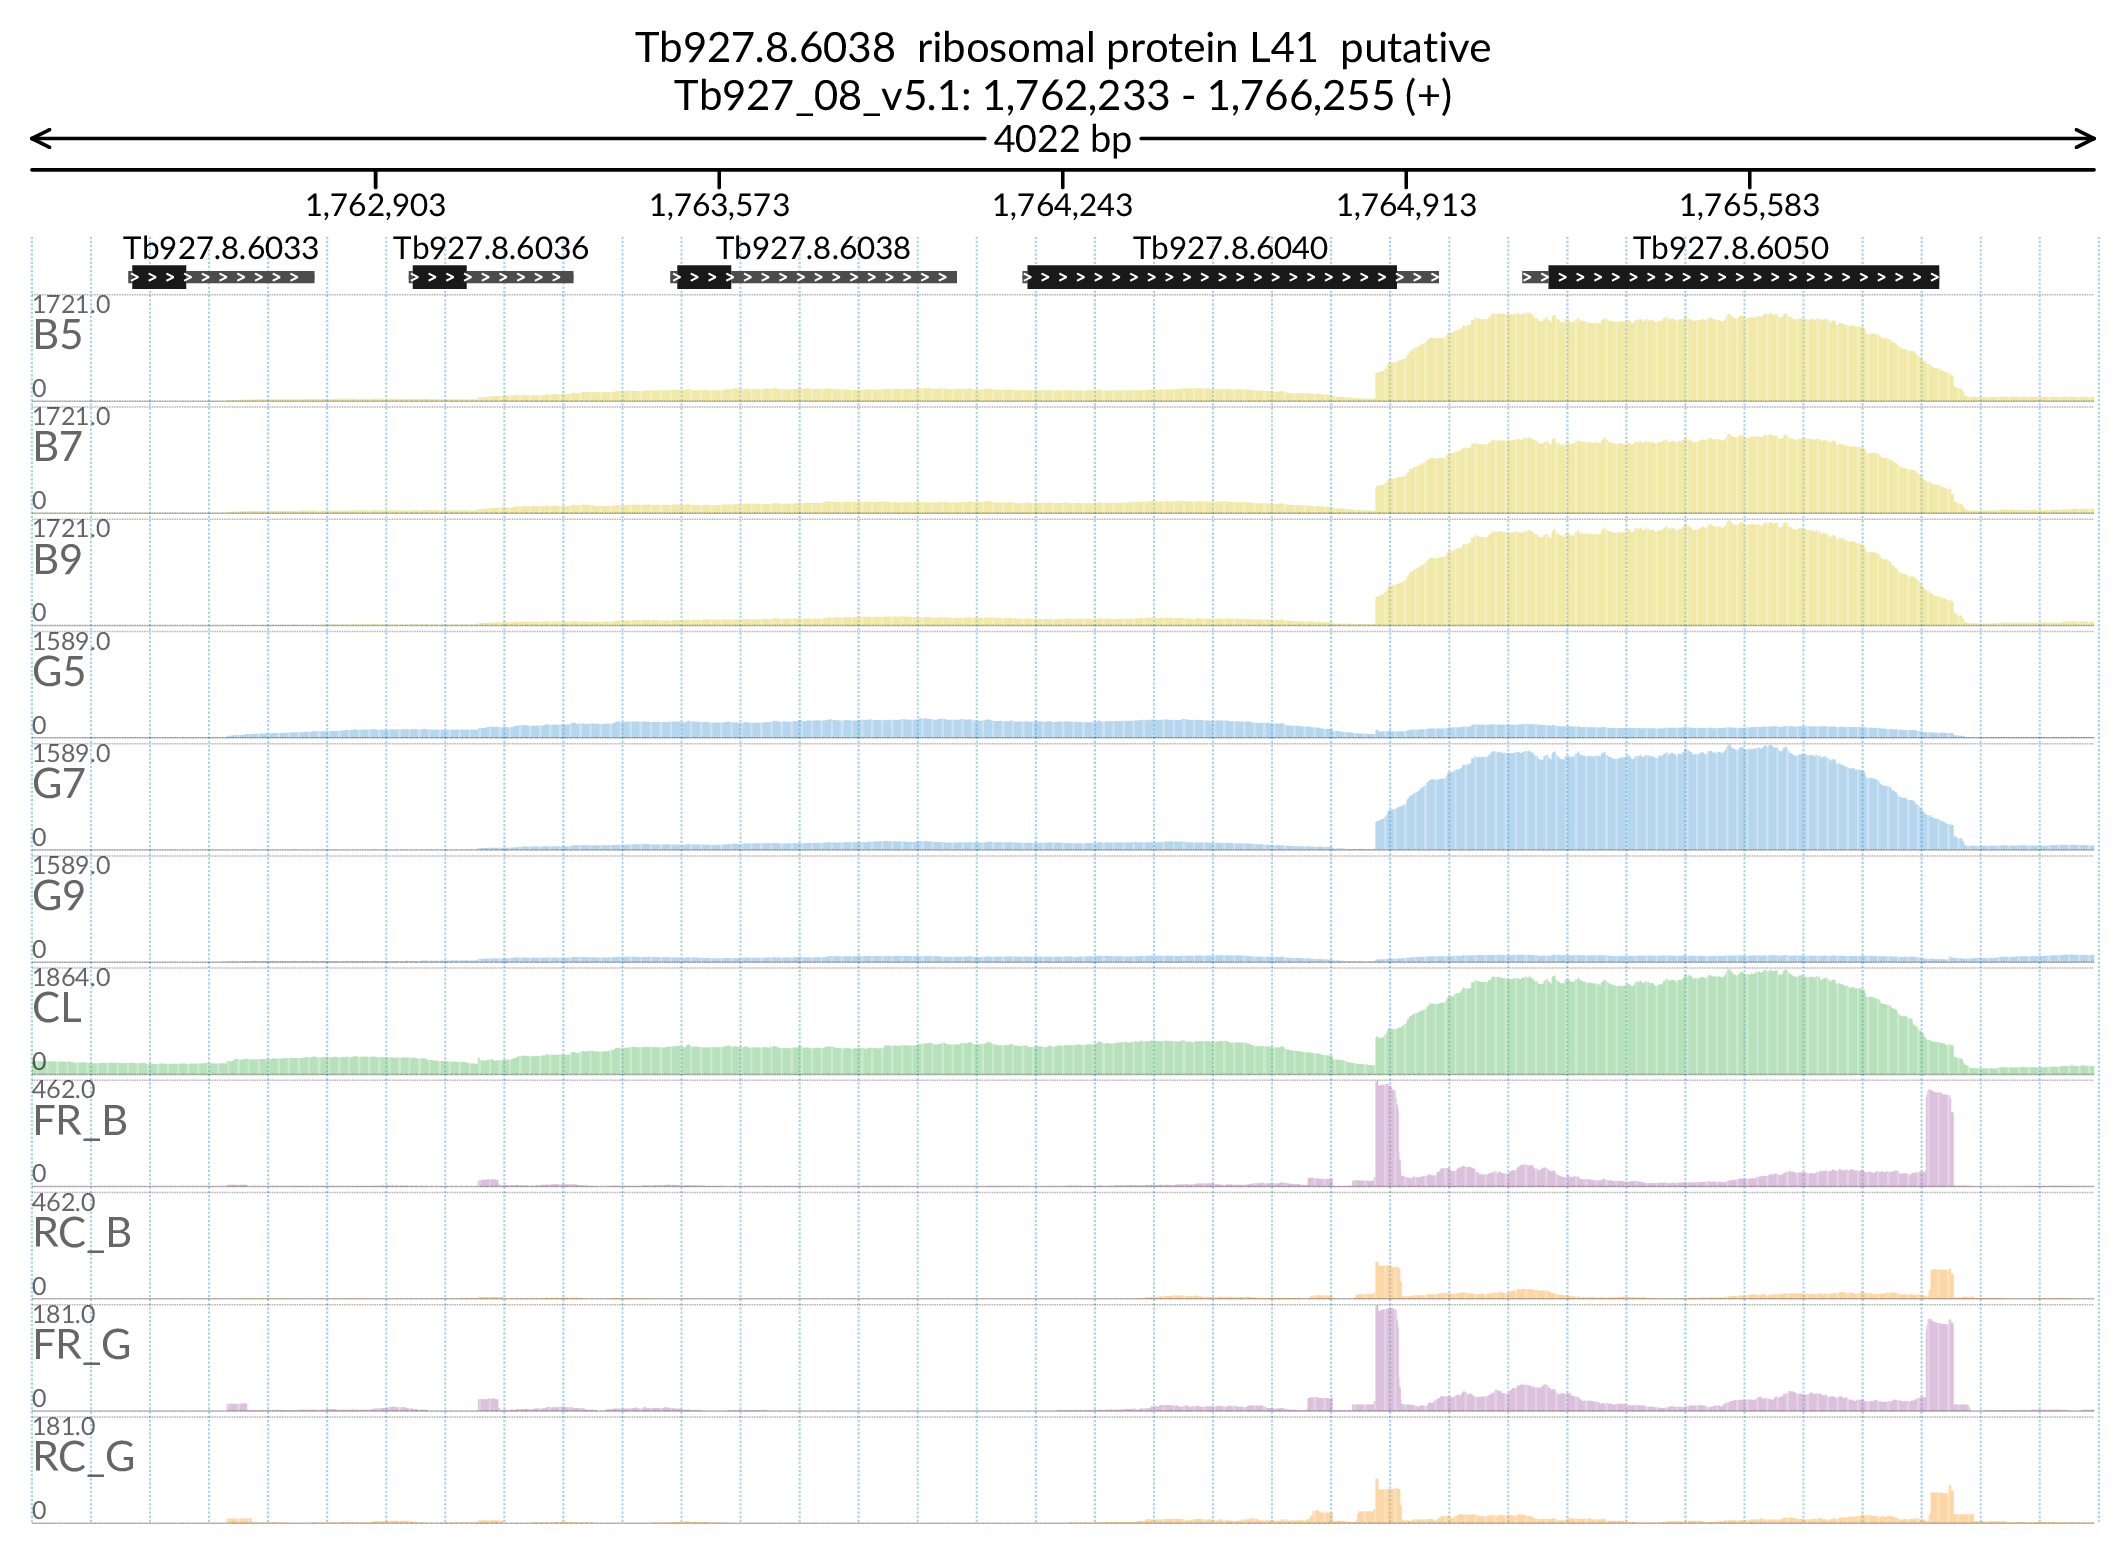 Tb927.8.6038  ribosomal protein L41  putative
Tb927_08_v5.1: 1,762,233 - 1,766,255 (+)
4022 bp
1,762,903 1,763,573 1,764,243 1,764,913 1,765,583
Tb927.8.6033 Tb927.8.6036 Tb927.8.6038 Tb927.8.6040 Tb927.8.6050
1721.0
B5
0
1721.0
B7
0
1721.0
B9
0
1589.0
G5
0
1589.0
G7
0
1589.0
G9
0
1864.0
CL
0
462.0
FR_B
0
462.0
RC_B
0
181.0
FR_G
0
181.0
RC_G
0